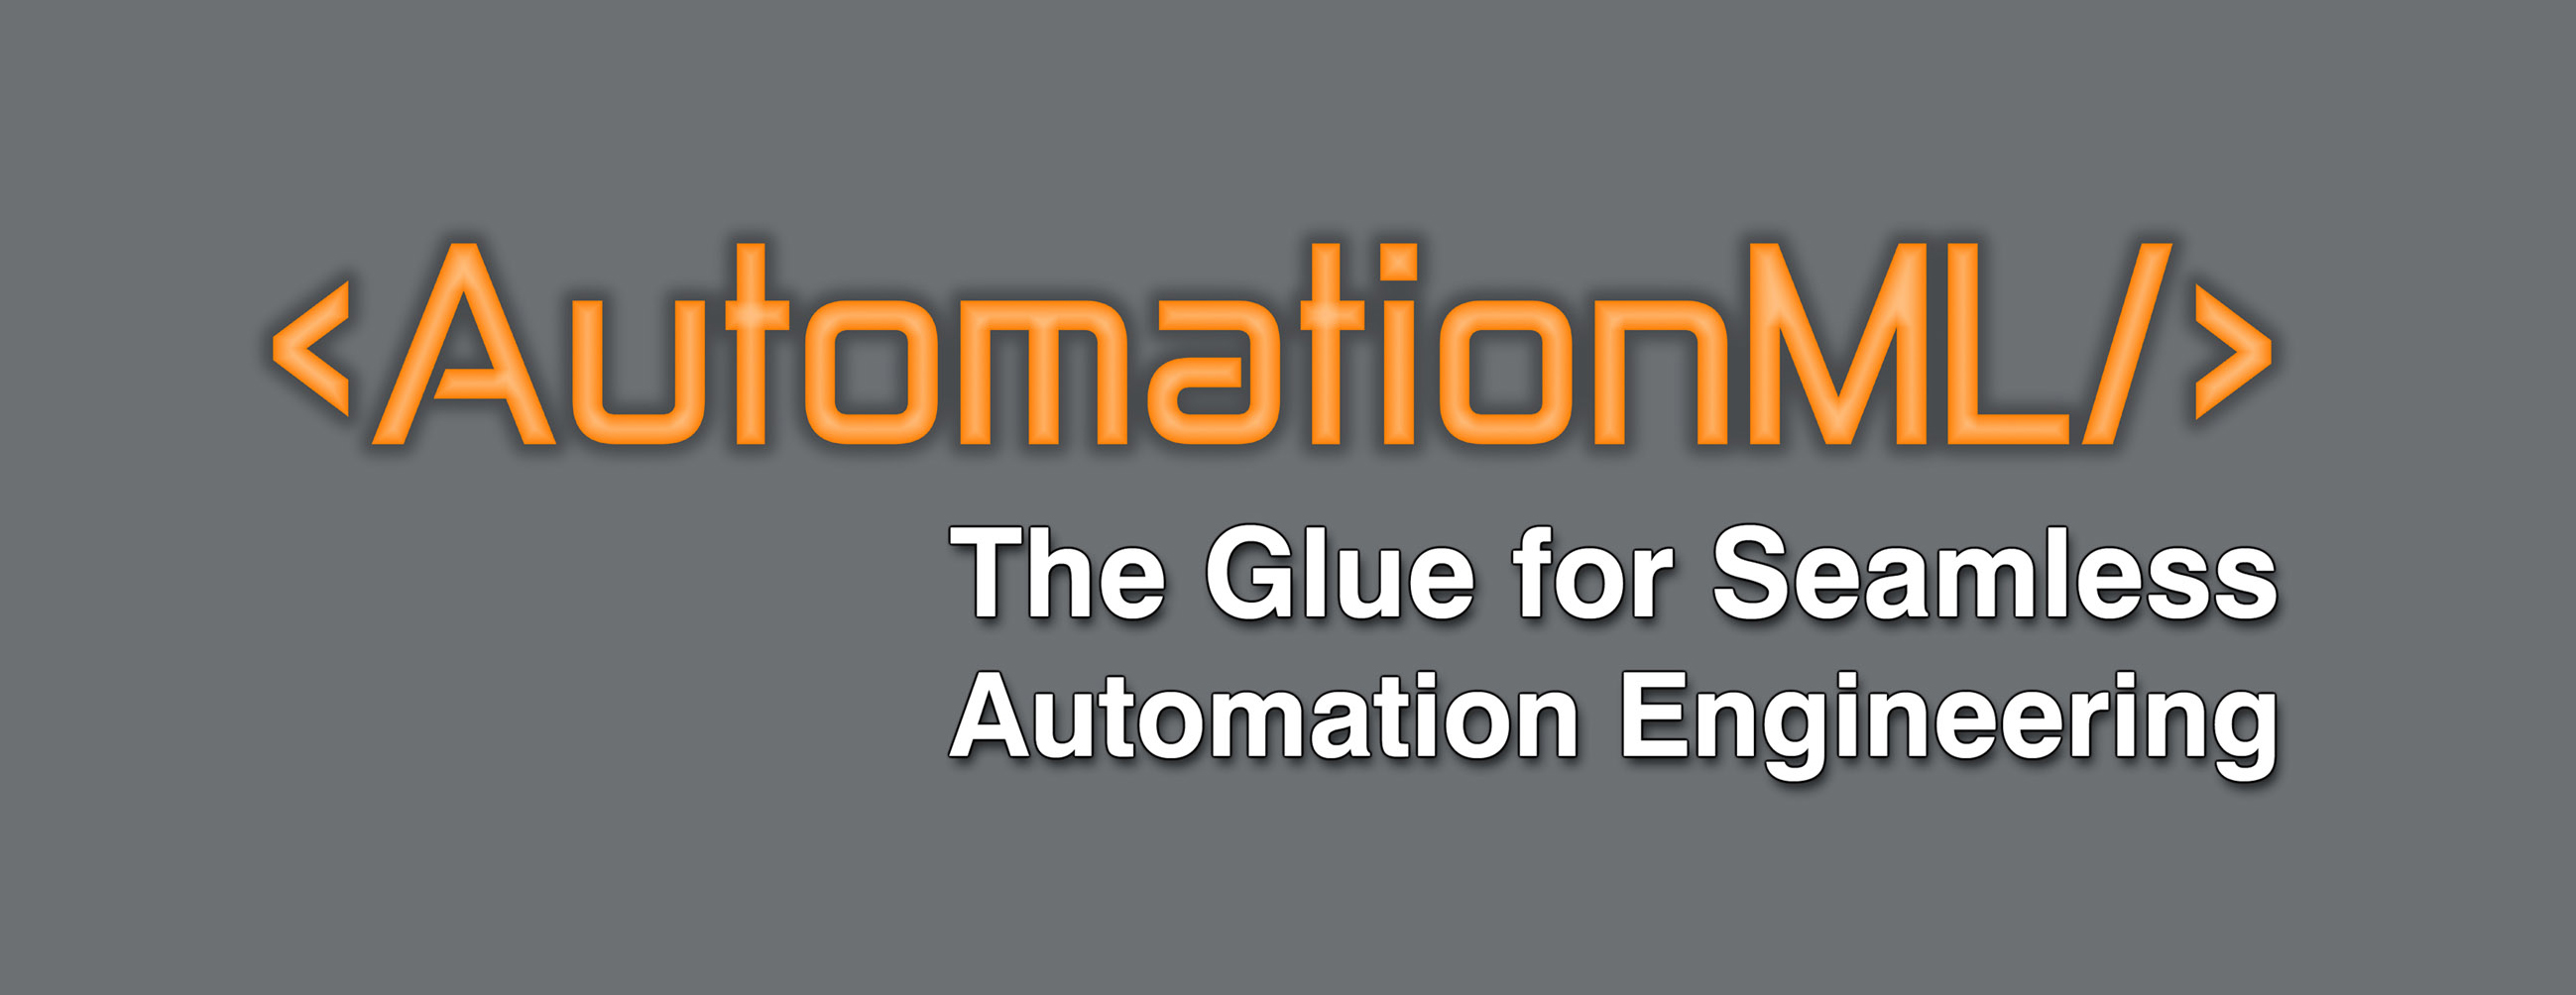 <AutomationML/>
The Glue for Seamless
Automation Engineering